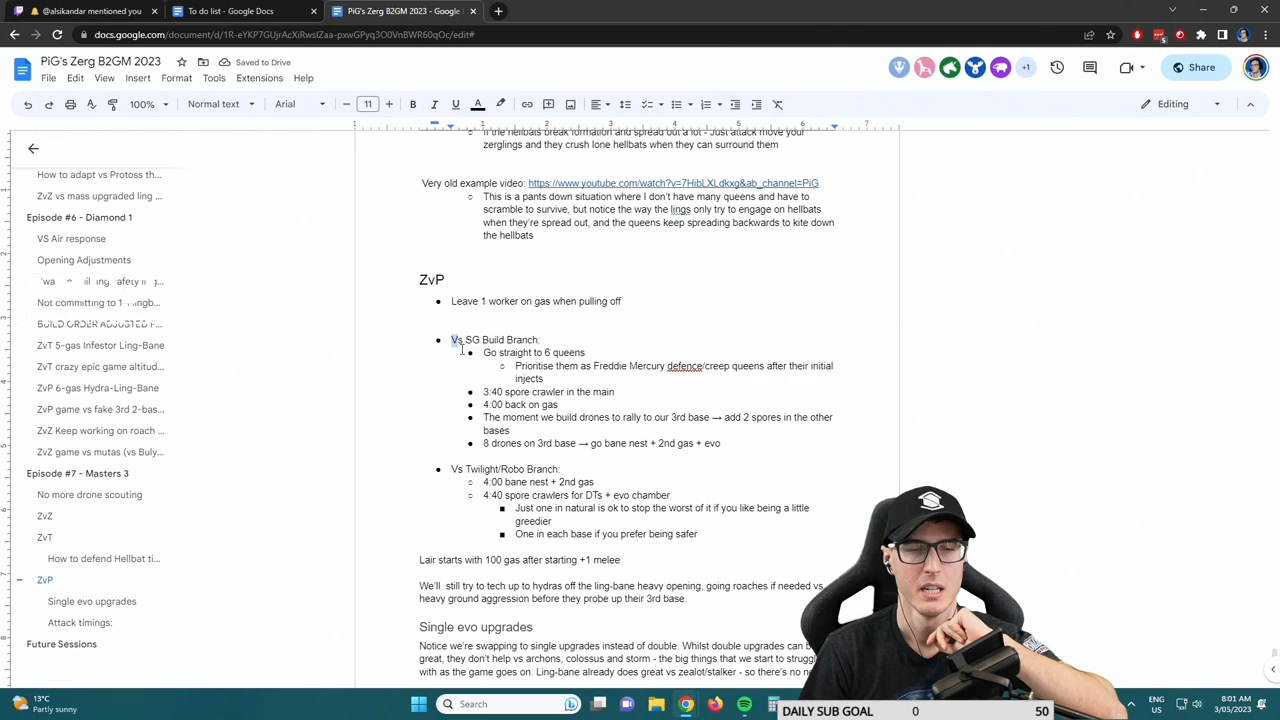 @alsikandar mentioned you
To do list - Google Docs
PiG's Zerg B2GM 2023 - Google
docs.google.com/document/d/1R-eYKP7GUjrAcXiRwsIZaa-pxwGPyq3O0VnBWR60qOc/edit#
PiG's Zerg B2GM 2023
Saved to Drive
File Edit View Insert Format Tools Extensions Help
+1
Share
100%
Normal text
Arial
11
Editing
1 1 2 3 4 5 6 7
How to adapt vs Protoss th...
ZvZ vs mass upgraded ling ...
Episode #6 - Diamond 1
VS Air response
Opening Adjustments
Not committing to 1
BUILD ORDER ADJUSTED
ZvT 5-gas Infestor Ling-Bane
ZvT crazy epic game altitud...
ZvP 6-gas Hydra-Ling-Bane
ZvP game vs fake 3rd 2-bas...
ZvZ Keep working on roach ...
ZvZ game vs mutas (vs Buly...
Episode #7 - Masters 3
No more drone scouting
ZvZ
ZvT
How to defend Hellbat ti...
ZvP
Single evo upgrades
Attack timings:
Future Sessions
If the hellbats break formation and spread out a lot - Just attack move your
zerglings and they crush lone hellbats when they can surround them
Very old example video: https://www.youtube.com/watch?v=7HibLXLdkxg&ab_channel=PiG
This is a pants down situation where I don't have many queens and have to
scramble to survive, but notice the way the lings only try to engage on hellbats
when they're spread out, and the queens keep spreading backwards to kite down
the hellbats
ZvP
Leave 1 worker on gas when pulling off
Vs SG Build Branch:
Go straight to 6 queens
Prioritise them as Freddie Mercury defence/creep queens after their initial
injects
3:40 spore crawler in the main
4:00 back on gas
The moment we build drones to rally to our 3rd base → add 2 spores in the other
bases
8 drones on 3rd base → go bane nest + 2nd gas + evo
Vs Twilight/Robo Branch:
4:00 bane nest + 2nd gas
4:40 spore crawlers for DTs + evo chamber
Just one in natural is ok to stop the worst of it if you like being a little
greedier
One in each base if you prefer being safer
Lair starts with 100 gas after starting +1 melee
We'll still try to tech up to hydras off the ling-bane heavy opening, going roaches if needed vs
heavy ground aggression before they probe up their 3rd base.
Single evo upgrades
Notice we're swapping to single upgrades instead of double. Whilst double upgrades can b
great, they don't help vs archons, colossus and storm - the big things that we start to strugg
with as the game goes on. Ling-bane already does great vs zealot/stalker - so there's no n
13°C
Partly sunny
Search
ENG
US
8:01 AM
3/05/2023
DAILY SUB GOAL 0 50